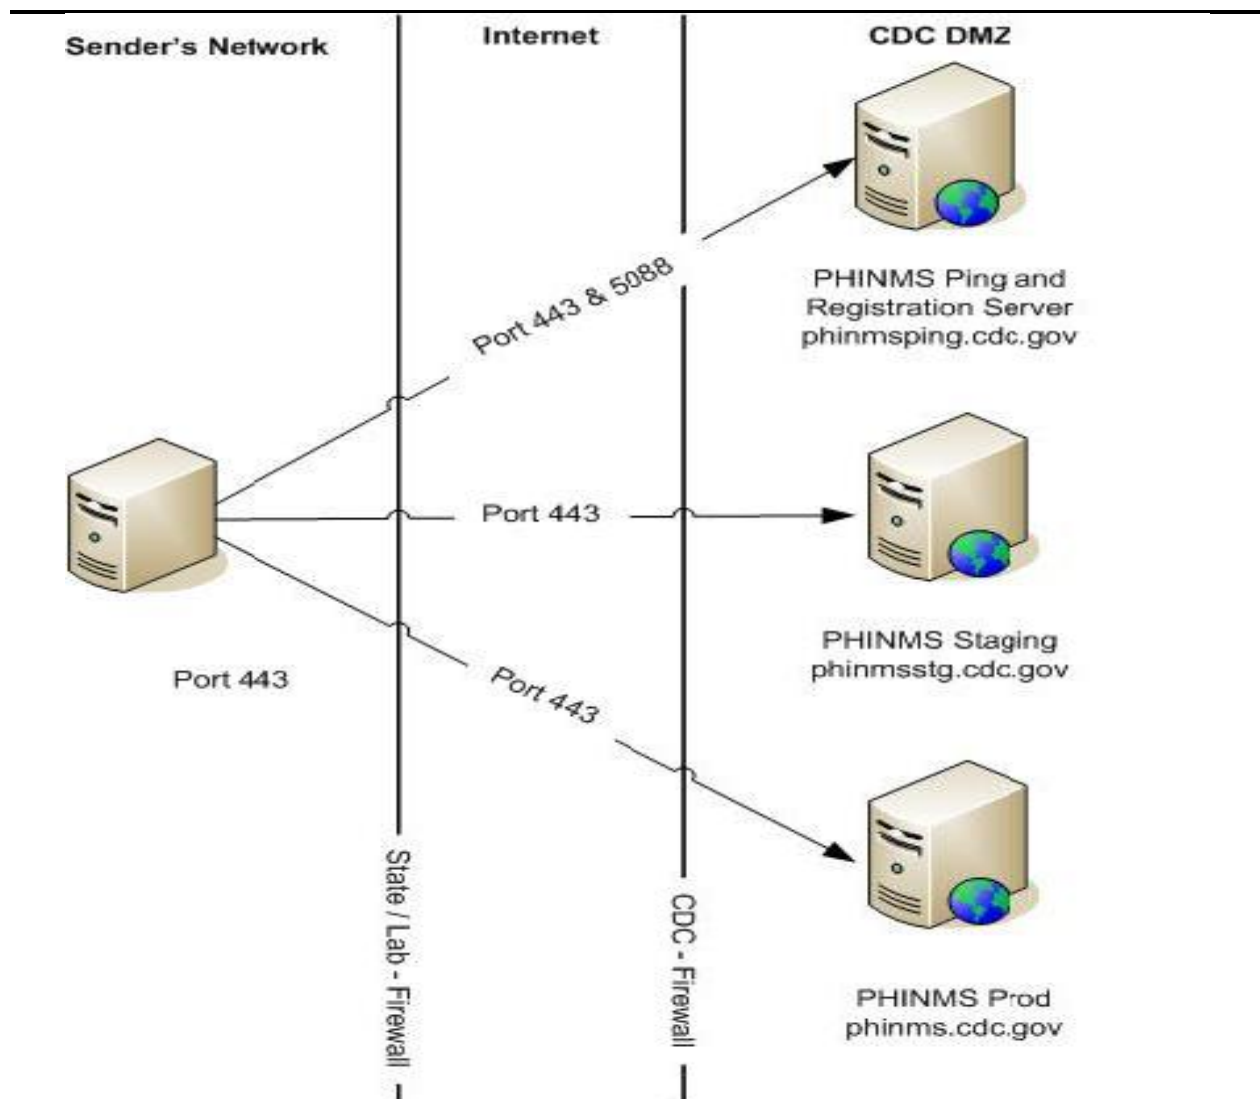 Sender's Network
Internet
CDC DMZ
PHINMS Ping and
Registration Server
phinmsping.cdc.gov
Port 443 & 5088
Port 443
PHINMS Staging
phinmsstg.cdc.gov
Port 443
Port 443
State / Lab - Firewall
CDC - Firewall
PHINMS Prod
phinms.cdc.gov